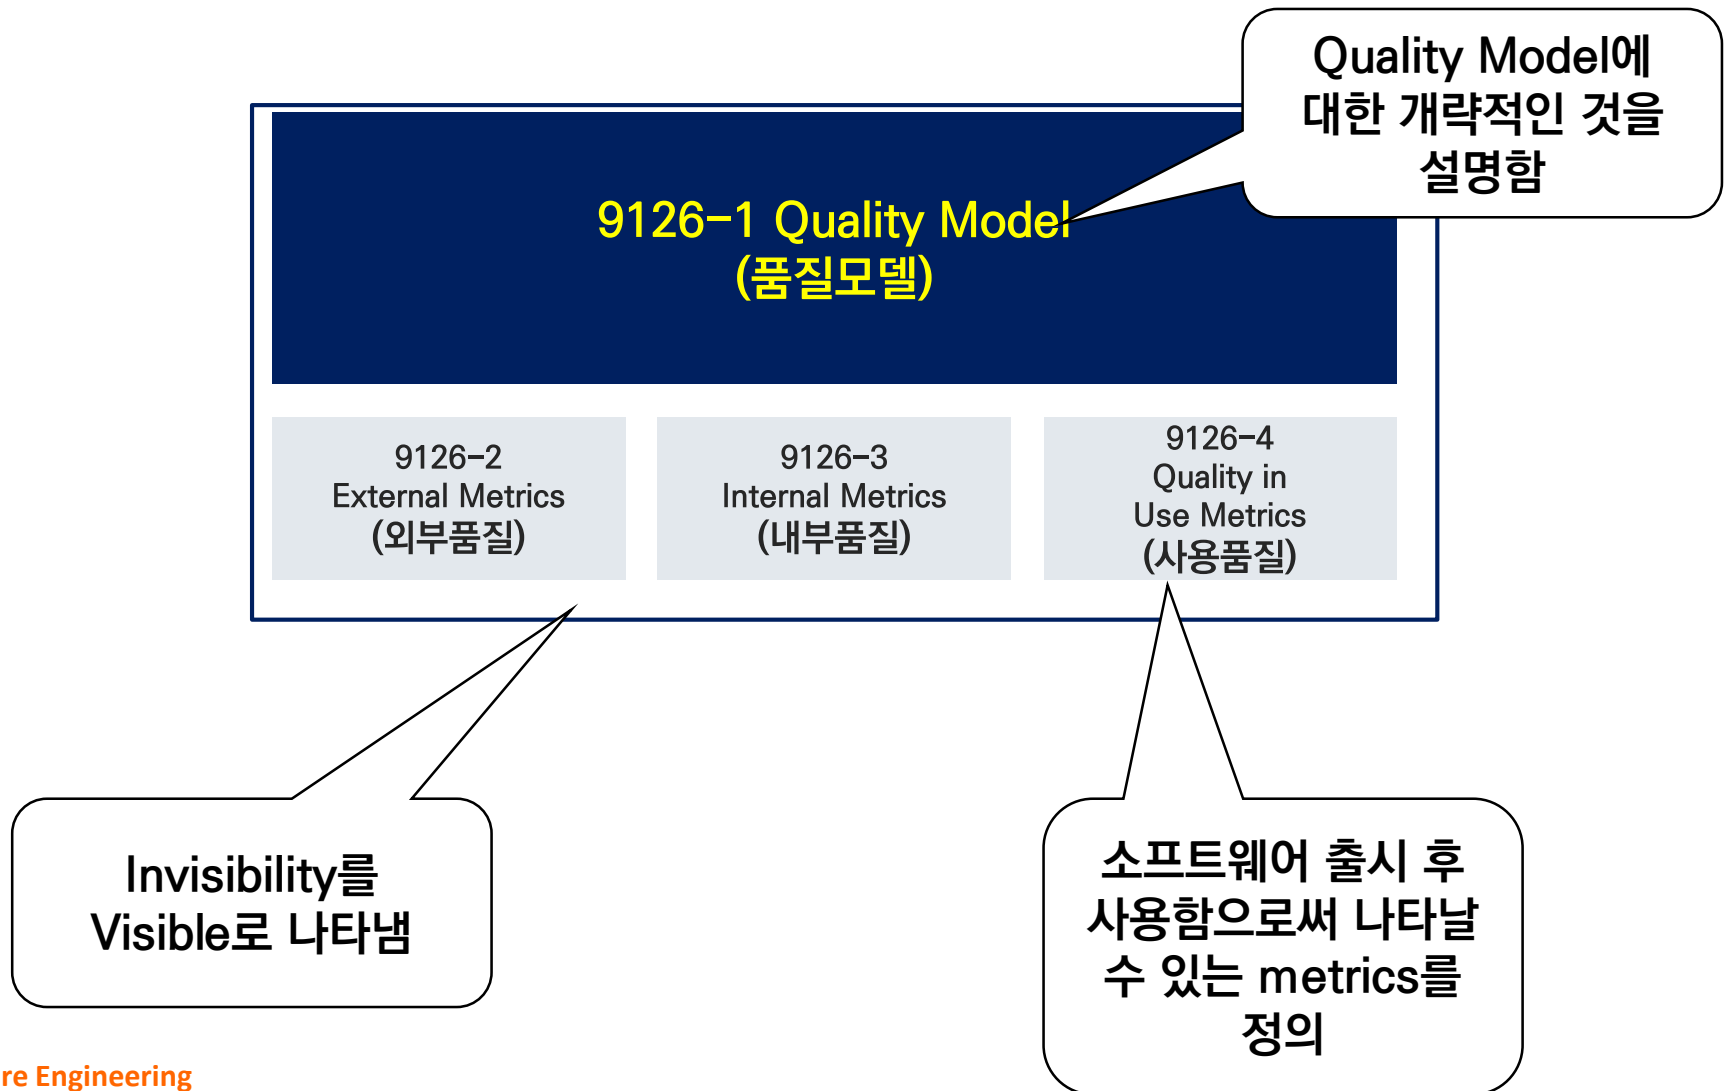 Quality Model에
대한 개략적인 것을
설명함
9126-1 Quality Model
(품질모델)
9126-2
External Metrics
(외부품질)
9126-3
Internal Metrics
(내부품질)
9126-4
Quality in
Use Metrics
(사용품질)
Invisibility를
Visible로 나타냄
소프트웨어 출시 후
사용함으로써 나타날
수 있는 metrics를
정의
re Engineering